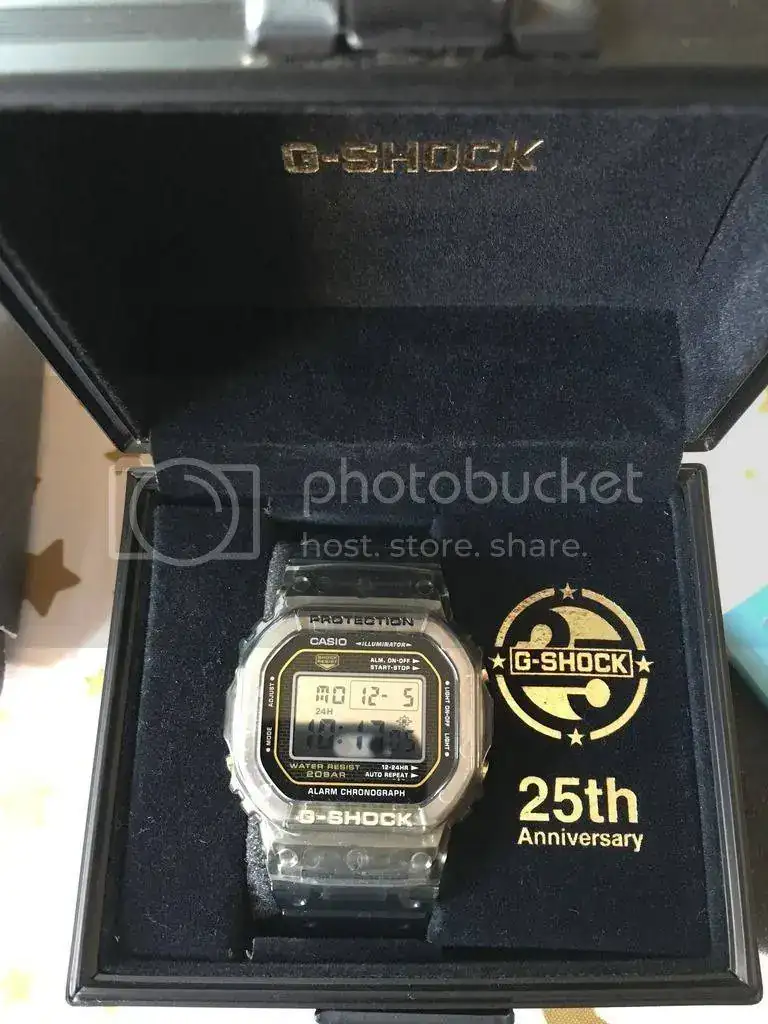 G-SHOCK
photobucket
host. store. share.
PROTECTION
CASIO
ILLUMINATOR
SHOCK
RESIST
ALM. ON-OFF
START-STOP
ADJUST
MODE
LIGHT ON-OFF
LIGHT
MO 12- 5
24H
10:17 05
WATER RESIST
20BAR
12-24HR
AUTO REPEAT
ALARM CHRONOGRAPH
G-SHOCK
G-SHOCK
25th
Anniversary